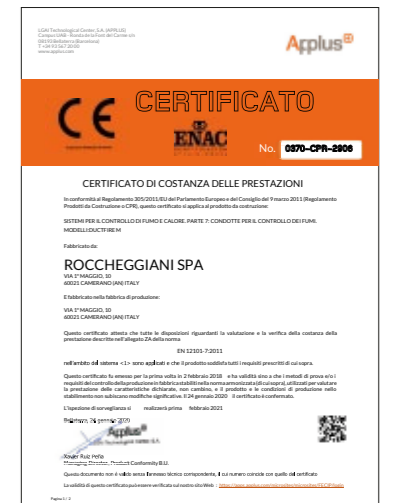 LGAI Technological Center, S.A. (APPLUS)
Campus UAB - Ronda de la Font del Carme s/n
08193 Bellaterra (Barcelona)
T +34 93 567 20 00
www.applus.com
Applus
CERTIFICATO
CE
ENAC
No. 0370-CPR-2906
CERTIFICATO DI COSTANZA DELLE PRESTAZIONI
In conformità al Regolamento 305/2011/EU del Parlamento Europeo e del Consiglio del 9 marzo 2011 (Regolamento
Prodotti da Costruzione o CPR), questo certificato si applica al prodotto da costruzione:
SISTEMI PER IL CONTROLLO DI FUMO E CALORE. PARTE 7: CONDOTTE PER IL CONTROLLO DEI FUMI.
MODELLI:DUCTFIRE M
Fabbricato da:
ROCCHEGGIANI SPA
VIA 1° MAGGIO, 10
60021 CAMERANO (AN) ITALY
E fabbricato nella fabbrica di produzione:
VIA 1° MAGGIO, 10
60021 CAMERANO (AN) ITALY
Questo certificato attesta che tutte le disposizioni riguardanti la valutazione e la verifica della costanza della
prestazione descritte nell'allegato ZA della norma
EN 12101-7:2011
nell'ambito del sistema <1> sono applicati e che il prodotto soddisfa tutti i requisiti prescritti di cui sopra.
Questo certificato fu emesso per la prima volta in 2 febbraio 2018 e ha validità sino a che i metodi di prova e/o i
requisiti del controllo della produzione in fabbrica stabiliti nella norma armonizzata (di cui sopra), utilizzati per valutare
la prestazione delle caratteristiche dichiarate, non cambino, e il prodotto e le condizioni di produzione nello
stabilimento non subiscano modifiche significative. Il 24 gennaio 2020 il certificato è confermato.
L'ispezione di sorveglianza si realizzerà prima febbraio 2021
Bellaterra, 24 gennaio 2020
Applus
Xavier Ruiz Peña
Managing Director, Product Conformity B.U.
Questo documento non è valido senza l'annesso tecnico corrispondente, il cui numero coincide con quello del certificato
La validità di questo certificato può essere verificata sul nostro sito Web :
Pagina 1 / 2